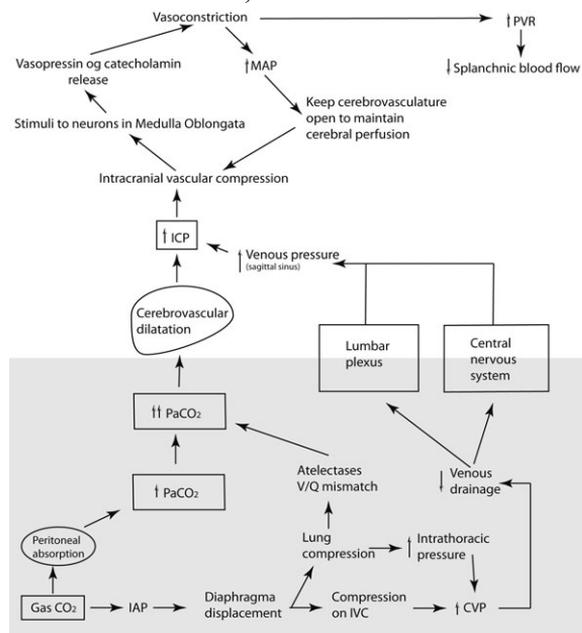 Vasoconstriction
↑PVR
Vasopressin og catecholamin
release
↑MAP
↓Splanchnic blood flow
Keep cerebrovasculature
open to maintain
cerebral perfusion
Stimuli to neurons in Medulla Oblongata
Intracranial vascular compression
↑ICP
↑Venous pressure
(sagittal sinus)
Cerebrovascular
dilatation
Lumbar
plexus
Central
nervous
system
↑↑PaCO₂
Atelectases
V/Q mismatch
↓Venous
drainage
↑PaCO₂
Peritoneal
absorption
Lung
compression
↑Intrathoracic
pressure
Gas CO₂
IAP
Diaphragma
displacement
Compression
on IVC
↑CVP